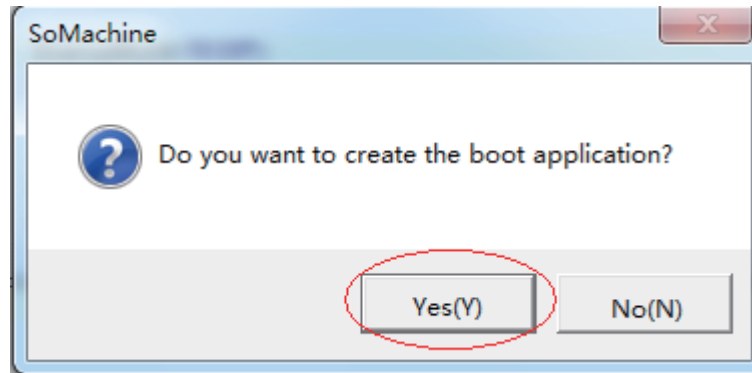 SoMachine
Do you want to create the boot application?
Yes(Y)
No(N)